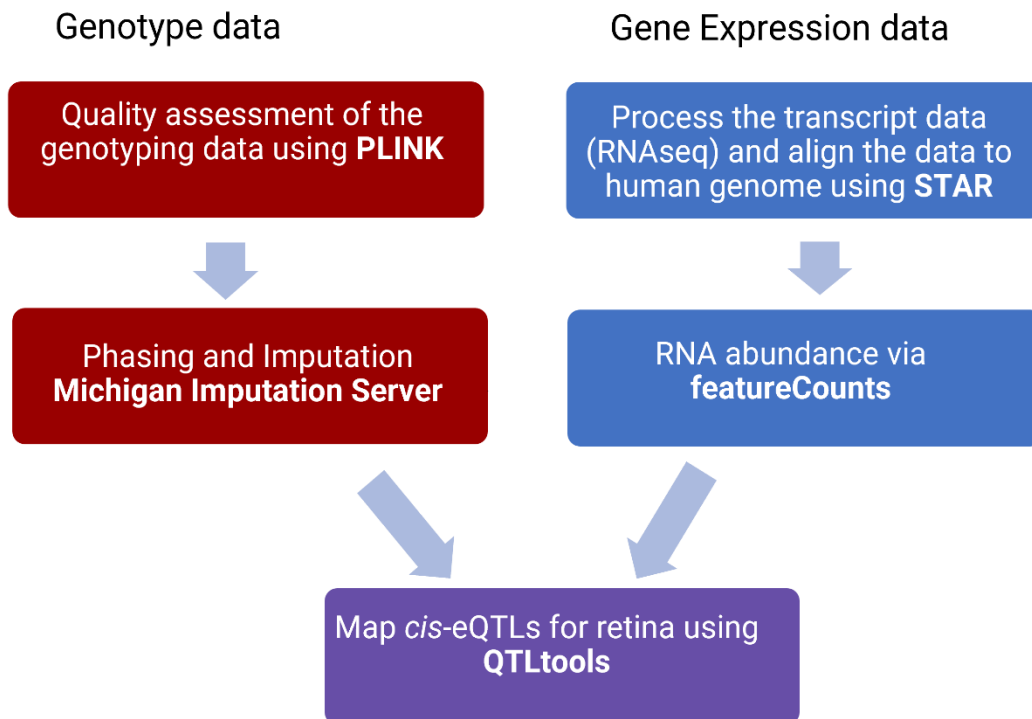 Genotype data
Gene Expression data
Quality assessment of the
genotyping data using PLINK
Process the transcript data
(RNAseq) and align the data to
human genome using STAR
Phasing and Imputation
Michigan Imputation Server
RNA abundance via
featureCounts
Map cis-eQTLs for retina using
QTLtools